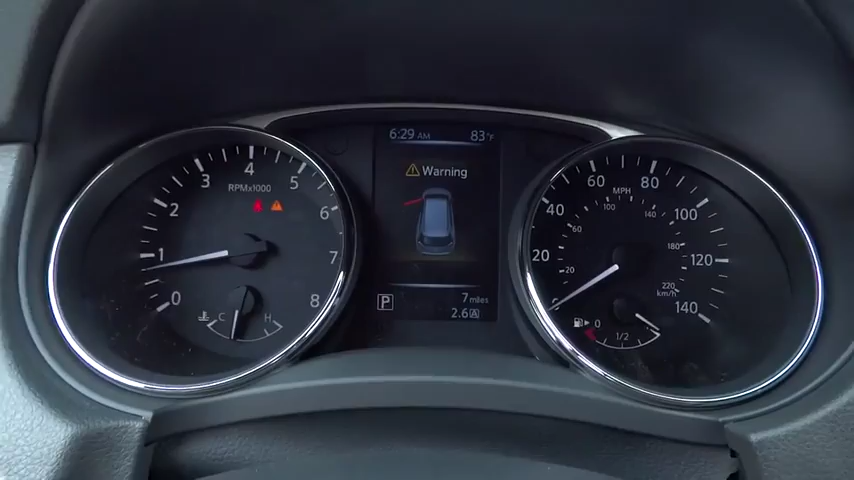 6:29 AM 83°F
Warning
P
7 miles
2.6 A
RPMx1000
0
1
2
3
4
5
6
7
8
C H
MPH
20
40
60
80
100
120
140
20
60
100
140
180
220
km/h
0 1/2